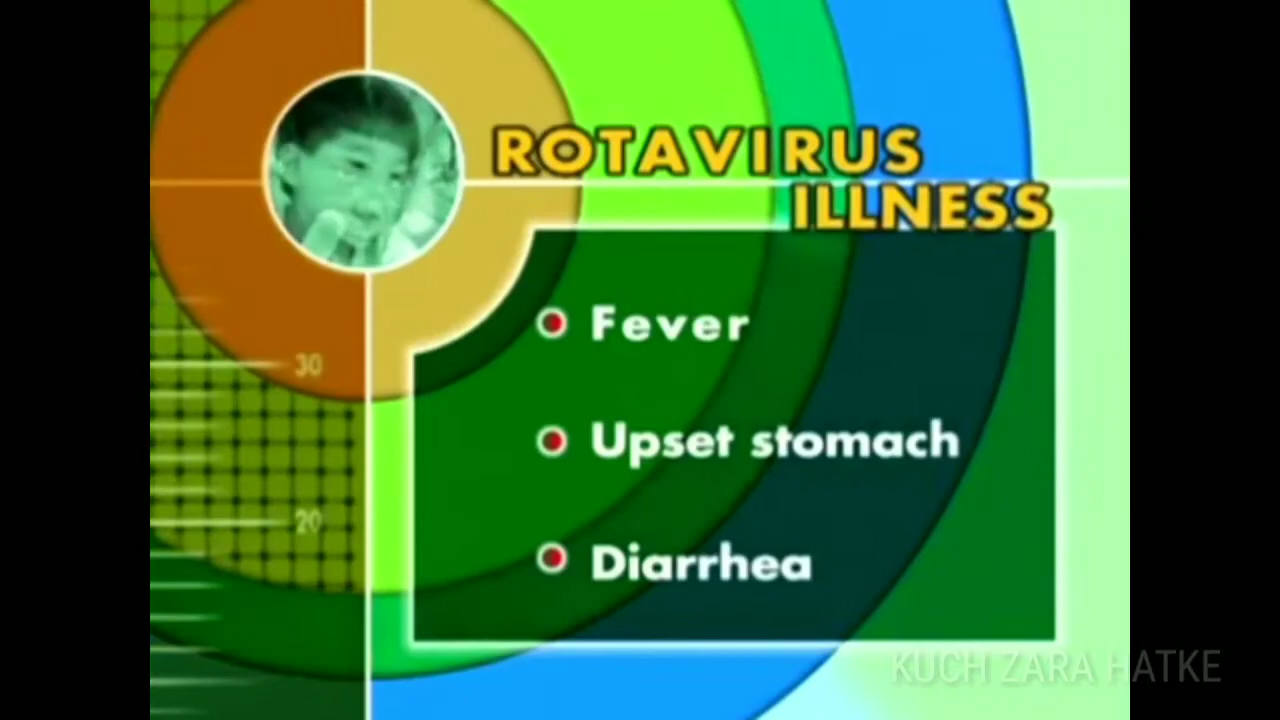 ROTAVIRUS
ILLNESS
Fever
30
Upset stomach
20
Diarrhea
KUCH ZARA HATKE